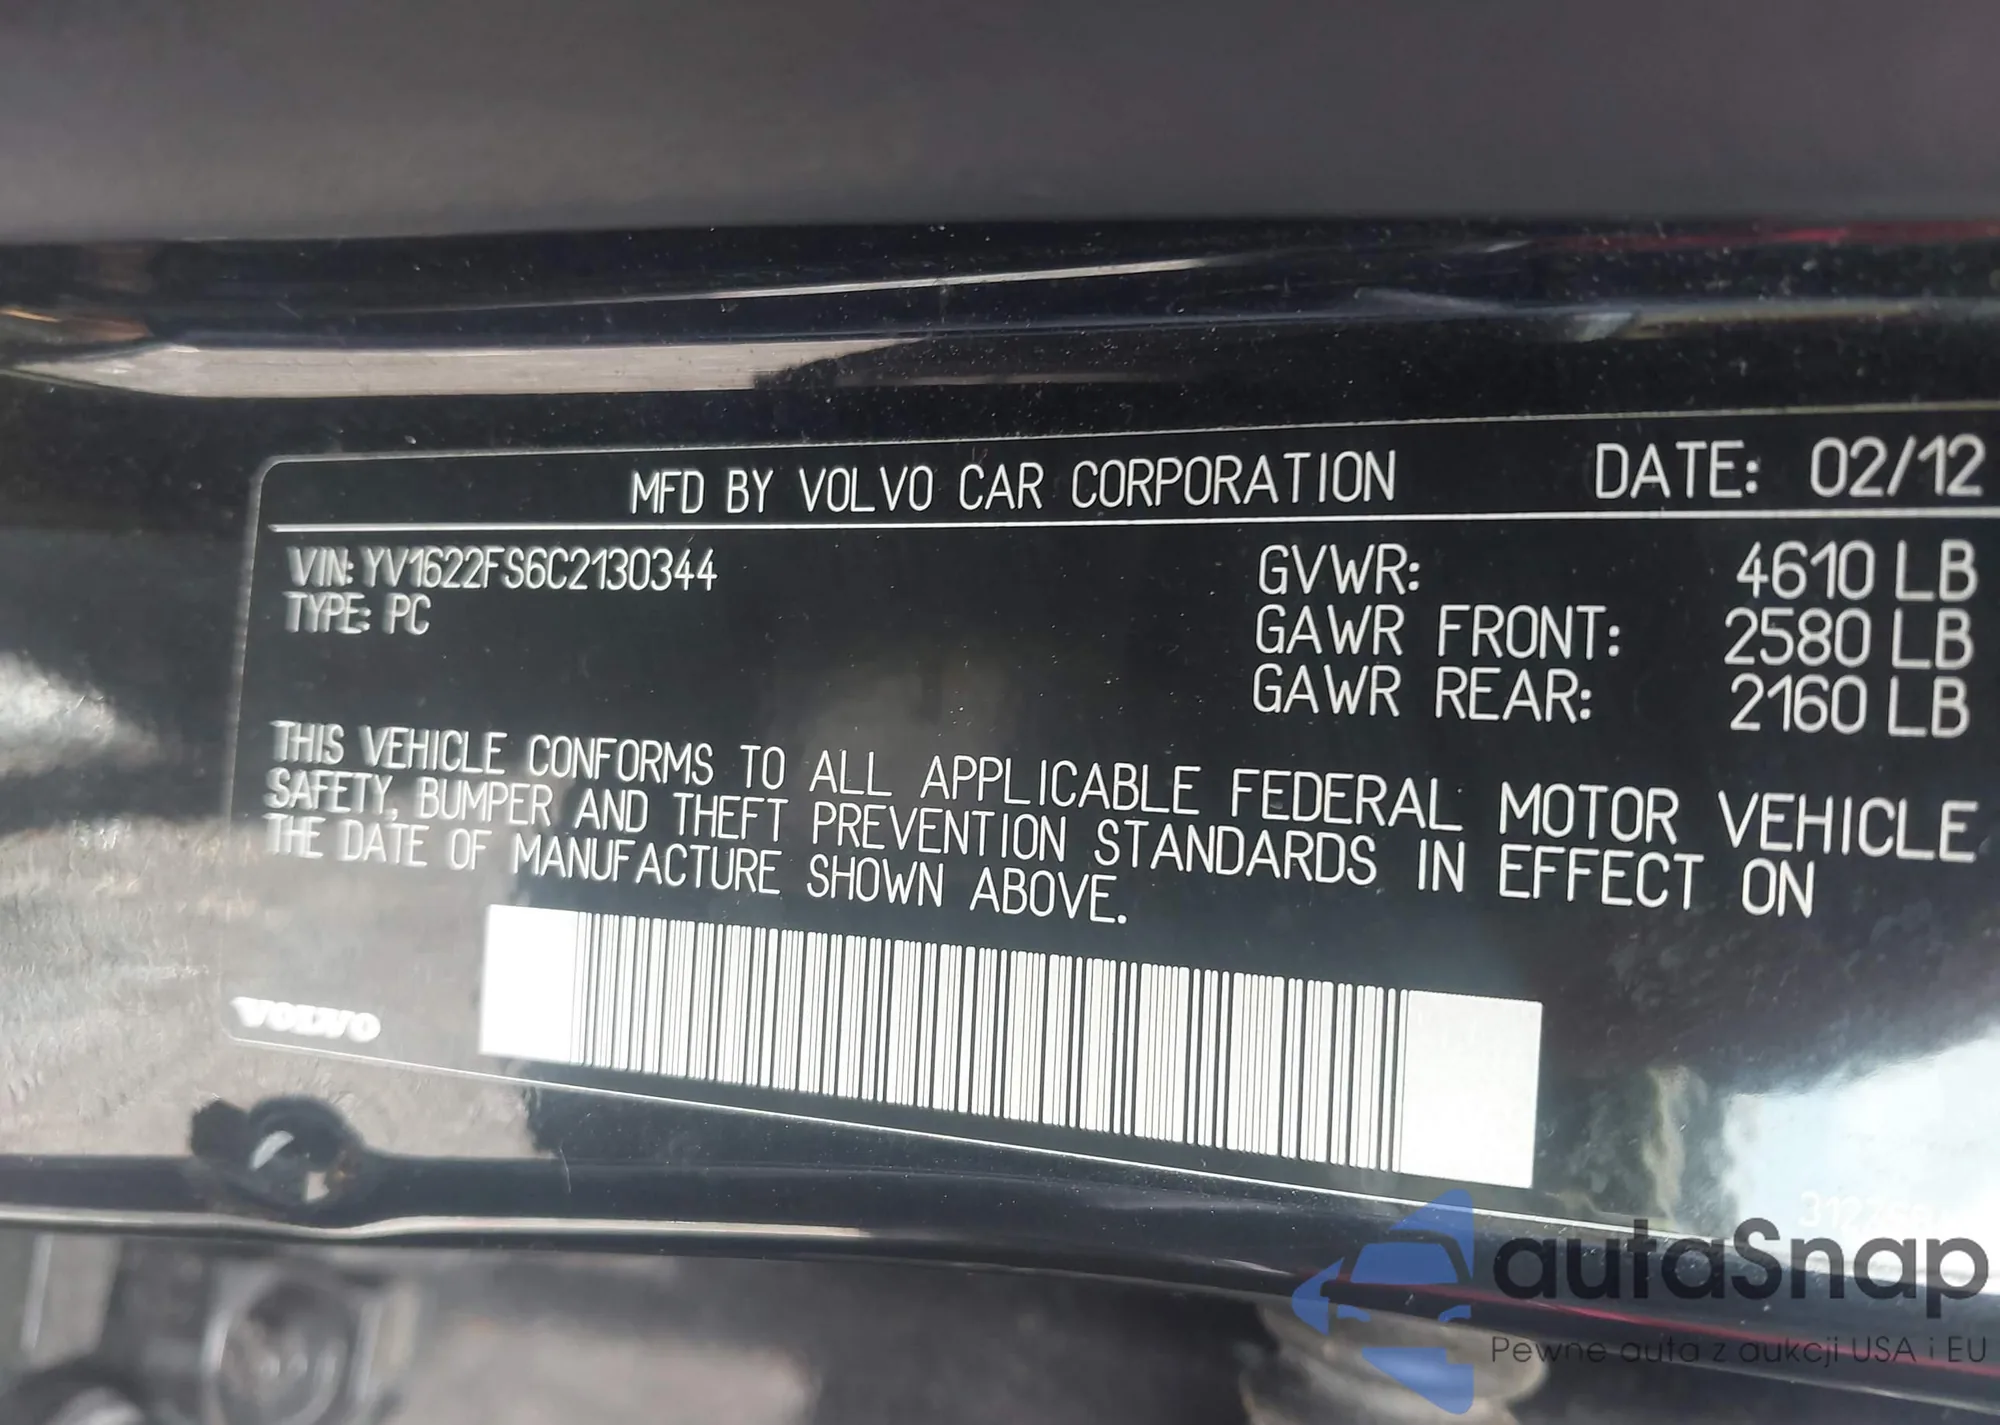 MFD BY VOLVO CAR CORPORATION DATE: 02/12
VIN: YV1622FS6C2130344 GVWR: 4610 LB
TYPE: PC GAWR FRONT: 2580 LB
GAWR REAR: 2160 LB
THIS VEHICLE CONFORMS TO ALL APPLICABLE FEDERAL MOTOR VEHICLE
SAFETY, BUMPER AND THEFT PREVENTION STANDARDS IN EFFECT ON
THE DATE OF MANUFACTURE SHOWN ABOVE.
VOLVO
autaSnap
Pewne auta z aukcji USA i EU